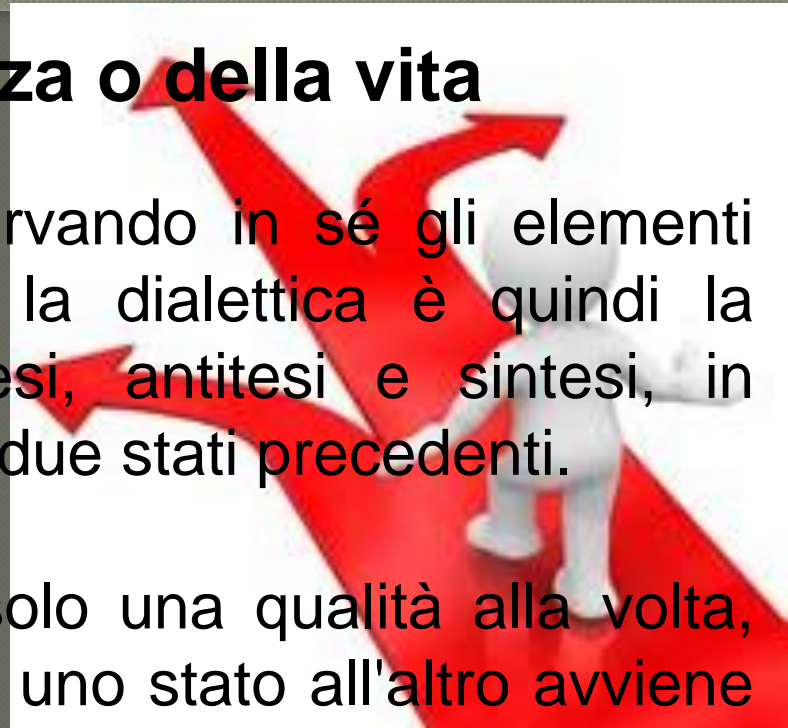 za o della vita
rvando in sé gli elementi
la dialettica è quindi la
esi, antitesi e sintesi, in
due stati precedenti.
solo una qualità alla volta,
uno stato all'altro avviene